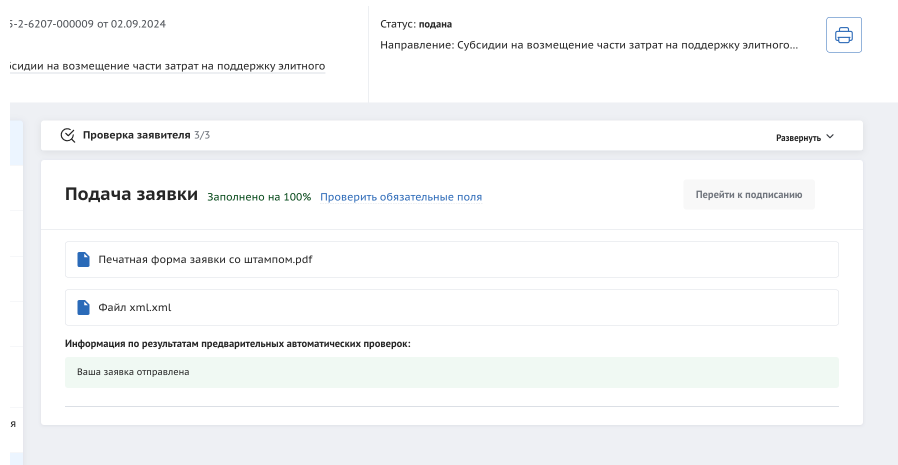 5-2-6207-000009 от 02.09.2024
бсидии на возмещение части затрат на поддержку элитного
Статус: подана
Направление: Субсидии на возмещение части затрат на поддержку элитного...
Проверка заявителя 3/3
Развернуть
Подача заявки Заполнено на 100% Проверить обязательные поля
Перейти к подписанию
Печатная форма заявки со штампом.pdf
Файл xml.xml
Информация по результатам предварительных автоматических проверок:
Ваша заявка отправлена
я